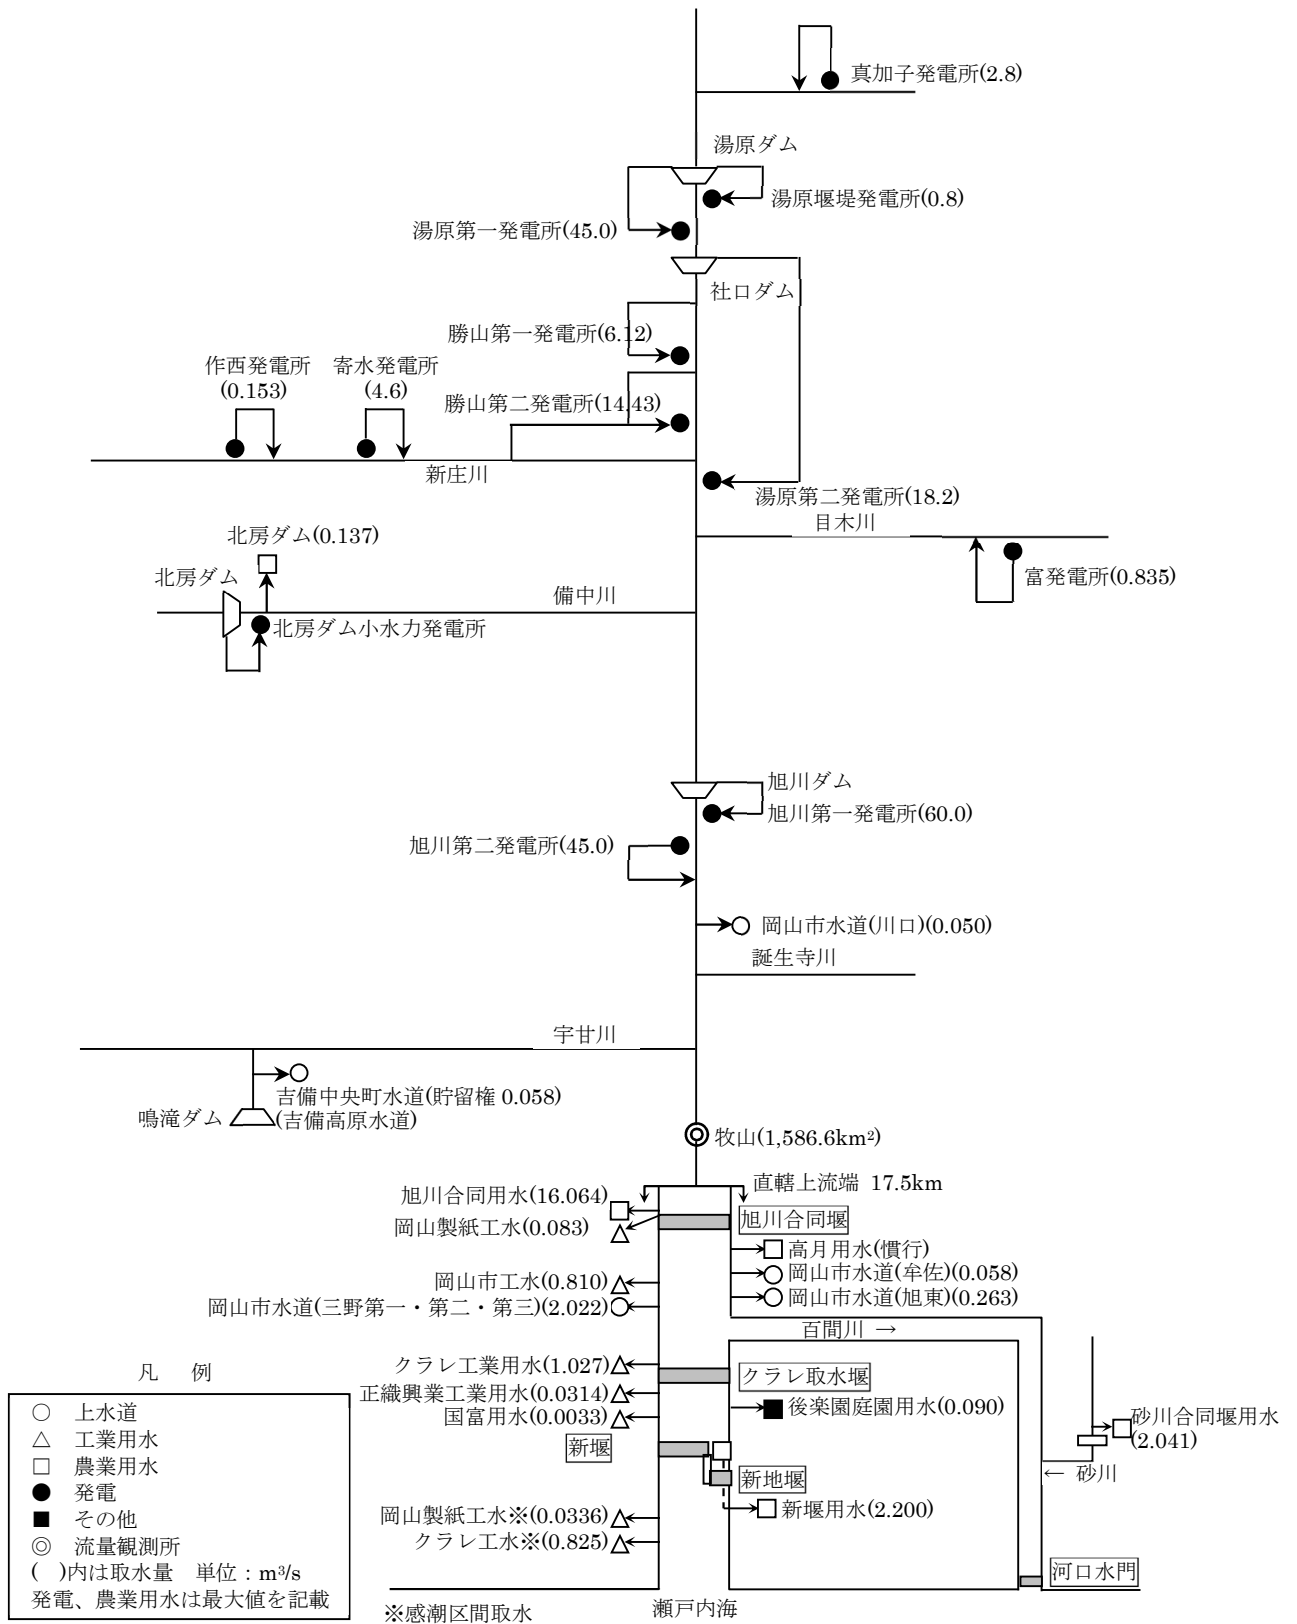 真加子発電所(2.8)
湯原ダム
湯原堰堤発電所(0.8)
湯原第一発電所(45.0)
社口ダム
勝山第一発電所(6.12)
作西発電所
(0.153)
寄水発電所
(4.6)
勝山第二発電所(14.43)
新庄川
湯原第二発電所(18.2)
目木川
北房ダム(0.137)
北房ダム
富発電所(0.835)
備中川
北房ダム小水力発電所
旭川ダム
旭川第一発電所(60.0)
旭川第二発電所(45.0)
岡山市水道(川口)(0.050)
誕生寺川
宇甘川
吉備中央町水道(貯留権 0.058)
(吉備高原水道)
鳴滝ダム
牧山(1,586.6km²)
直轄上流端 17.5km
旭川合同用水(16.064)
旭川合同堰
岡山製紙工水(0.083)
高月用水(慣行)
岡山市水道(牟佐)(0.058)
岡山市工水(0.810)
岡山市水道(旭東)(0.263)
岡山市水道(三野第一・第二・第三)(2.022)
百間川 →
クラレ工業用水(1.027)
クラレ取水堰
正織興業工業用水(0.0314)
後楽園庭園用水(0.090)
国富用水(0.0033)
砂川合同堰用水
(2.041)
新堰
← 砂川
新地堰
新堰用水(2.200)
岡山製紙工水※(0.0336)
クラレ工水※(0.825)
河口水門
※感潮区間取水
瀬戸内海
凡 例
○ 上水道
△ 工業用水
□ 農業用水
● 発電
■ その他
◎ 流量観測所
( )内は取水量 単位：m³/s
発電、農業用水は最大値を記載